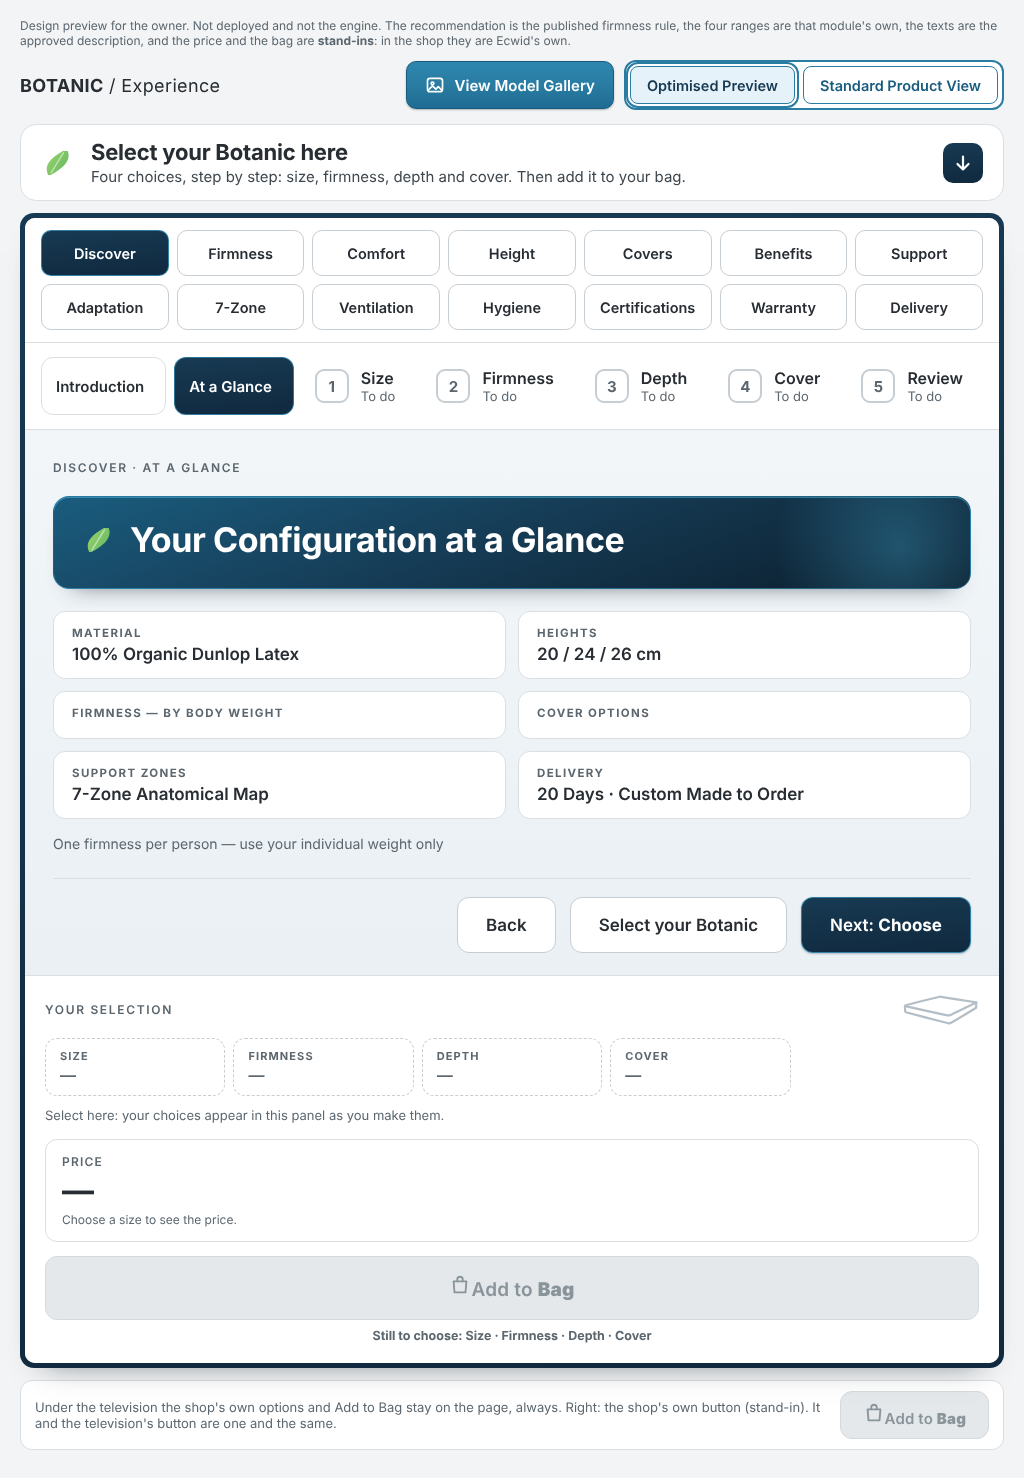 Design preview for the owner. Not deployed and not the engine. The recommendation is the published firmness rule, the four ranges are that module's own, the texts are the
approved description, and the price and the bag are stand-ins: in the shop they are Ecwid's own.
BOTANIC / Experience
View Model Gallery
Optimised Preview
Standard Product View
Select your Botanic here
Four choices, step by step: size, firmness, depth and cover. Then add it to your bag.
Discover
Firmness
Comfort
Height
Covers
Benefits
Support
Adaptation
7-Zone
Ventilation
Hygiene
Certifications
Warranty
Delivery
Introduction
At a Glance
1
Size
To do
2
Firmness
To do
3
Depth
To do
4
Cover
To do
5
Review
To do
DISCOVER · AT A GLANCE
Your Configuration at a Glance
MATERIAL
100% Organic Dunlop Latex
HEIGHTS
20 / 24 / 26 cm
FIRMNESS — BY BODY WEIGHT
COVER OPTIONS
SUPPORT ZONES
7-Zone Anatomical Map
DELIVERY
20 Days · Custom Made to Order
One firmness per person — use your individual weight only
Back
Select your Botanic
Next: Choose
YOUR SELECTION
SIZE
—
FIRMNESS
—
DEPTH
—
COVER
—
Select here: your choices appear in this panel as you make them.
PRICE
—
Choose a size to see the price.
Add to Bag
Still to choose: Size · Firmness · Depth · Cover
Under the television the shop's own options and Add to Bag stay on the page, always. Right: the shop's own button (stand-in). It
and the television's button are one and the same.
Add to Bag